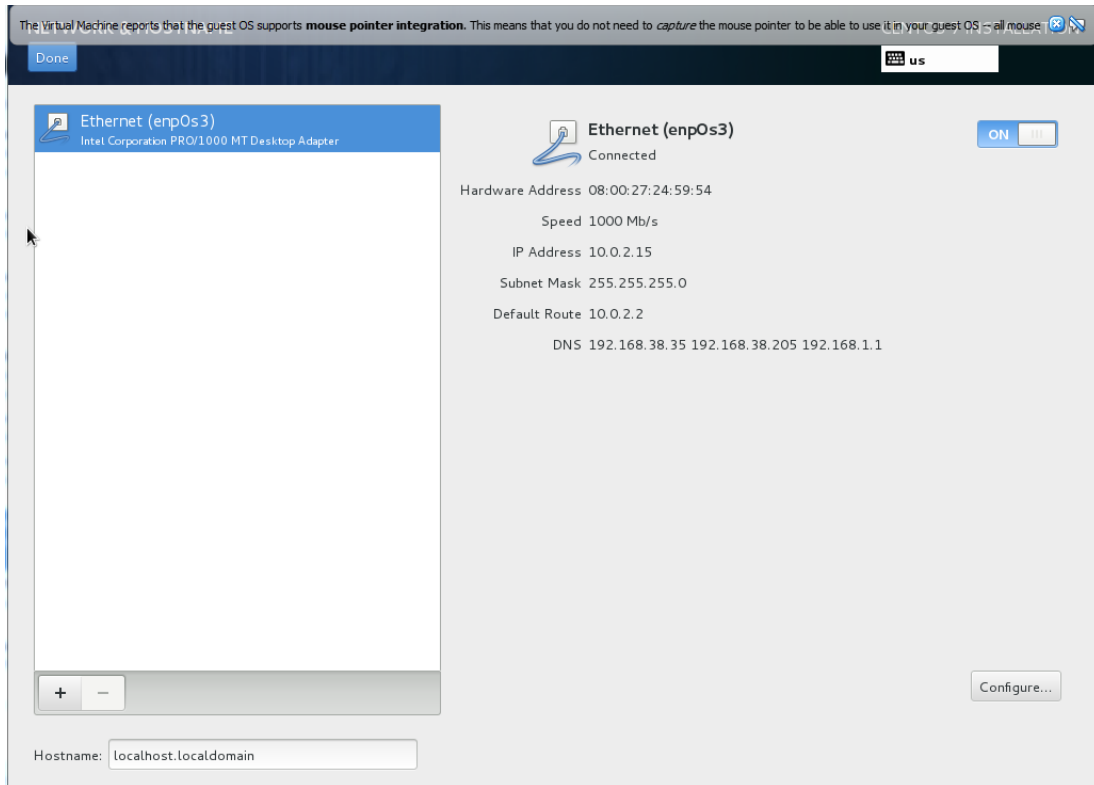 The Virtual Machine reports that the guest OS supports mouse pointer integration. This means that you do not need to capture the mouse pointer to be able to use it in your guest OS -- all mouse
NETWORK & HOSTNAME
CENTOS 7 INSTALLATION
Done
us
Ethernet (enp0s3)
Intel Corporation PRO/1000 MT Desktop Adapter
Ethernet (enp0s3)
Connected
ON
Hardware Address 08:00:27:24:59:54
Speed 1000 Mb/s
IP Address 10.0.2.15
Subnet Mask 255.255.255.0
Default Route 10.0.2.2
DNS 192.168.38.35 192.168.38.205 192.168.1.1
+ −
Configure...
Hostname: localhost.localdomain